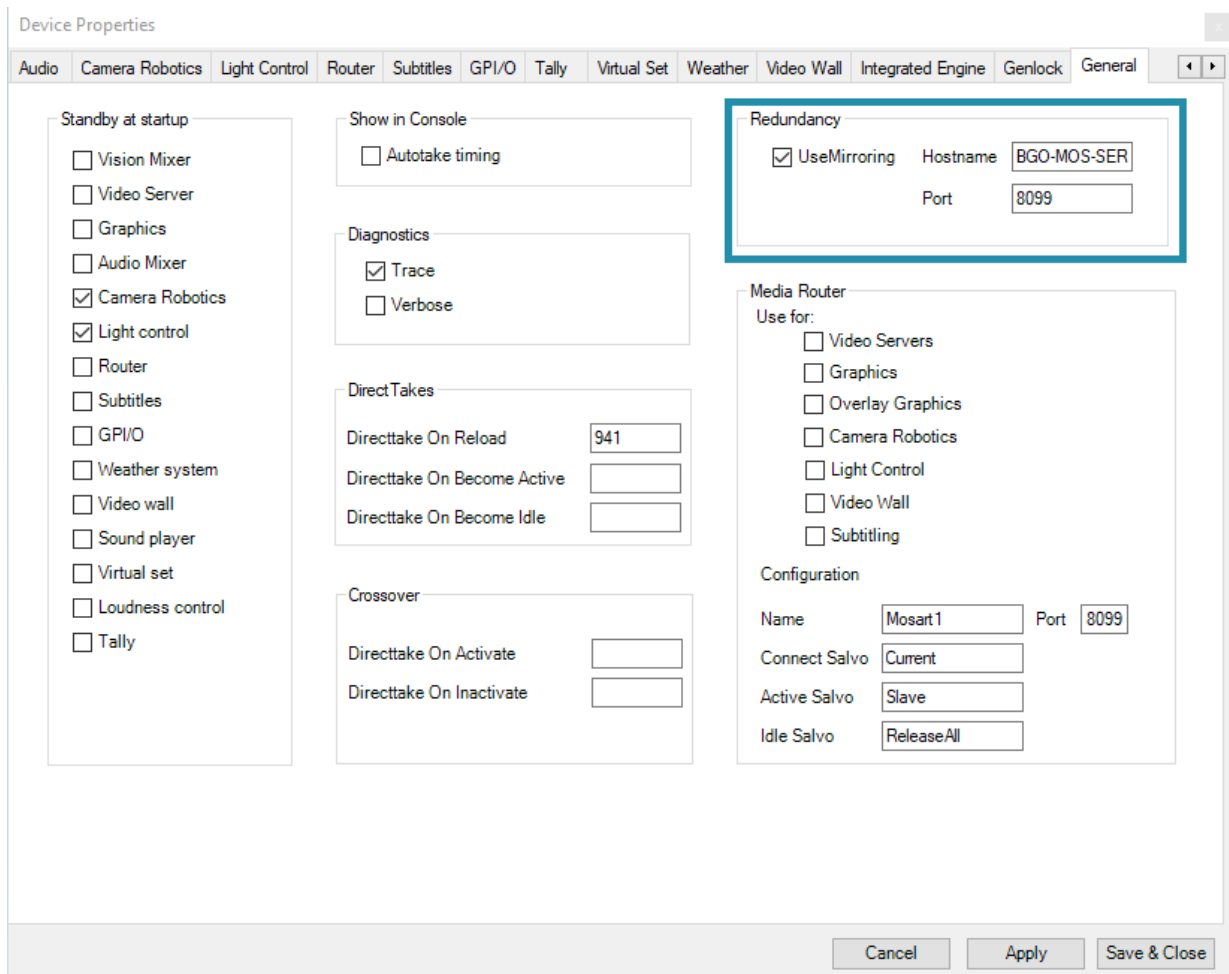 Device Properties
x
Audio Camera Robotics Light Control Router Subtitles GPI/O Tally Virtual Set Weather Video Wall Integrated Engine Genlock General
Standby at startup
Vision Mixer
Video Server
Graphics
Audio Mixer
Camera Robotics
Light control
Router
Subtitles
GPI/O
Weather system
Video wall
Sound player
Virtual set
Loudness control
Tally
Show in Console
Autotake timing
Diagnostics
Trace
Verbose
DirectTakes
Directtake On Reload 941
Directtake On Become Active
Directtake On Become Idle
Crossover
Directtake On Activate
Directtake On Inactivate
Redundancy
UseMirroring Hostname BGO-MOS-SER
Port 8099
Media Router
Use for:
Video Servers
Graphics
Overlay Graphics
Camera Robotics
Light Control
Video Wall
Subtitling
Configuration
Name Mosart1 Port 8099
Connect Salvo Current
Active Salvo Slave
Idle Salvo ReleaseAll
Cancel Apply Save & Close